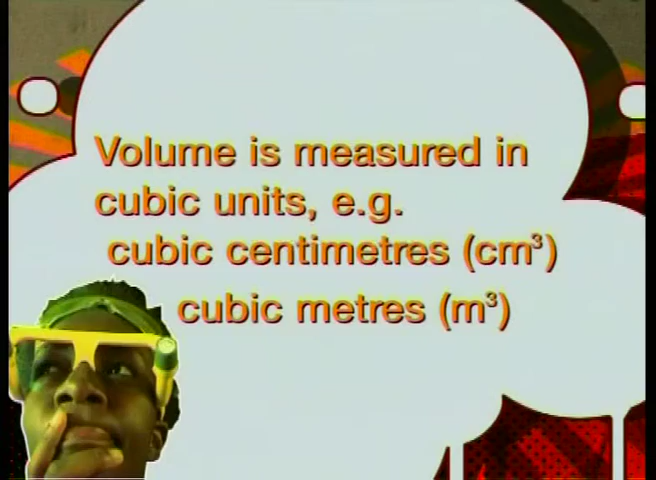 Volume is measured in
cubic units, e.g.
cubic centimetres (cm³)
cubic metres (m³)